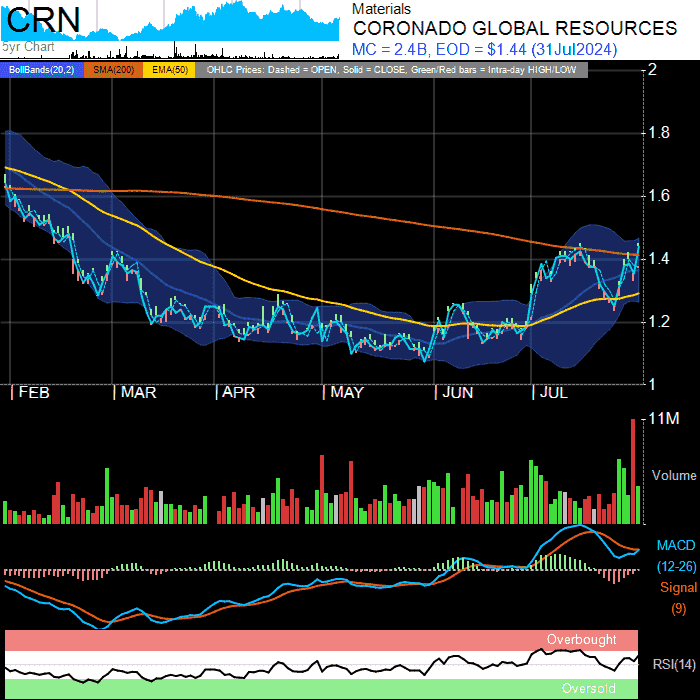 CRN
5yr Chart
Materials
CORONADO GLOBAL RESOURCES
MC = 2.4B, EOD = $1.44 (31Jul2024)
BollBands(20,2) SMA(200) EMA(50) OHLC Prices: Dashed = OPEN, Solid = CLOSE, Green/Red bars = Intra-day HIGH/LOW
2
1.8
1.6
1.4
1.2
1
FEB MAR APR MAY JUN JUL
11M
Volume
MACD
(12-26)
Signal
(9)
Overbought
RSI(14)
Oversold